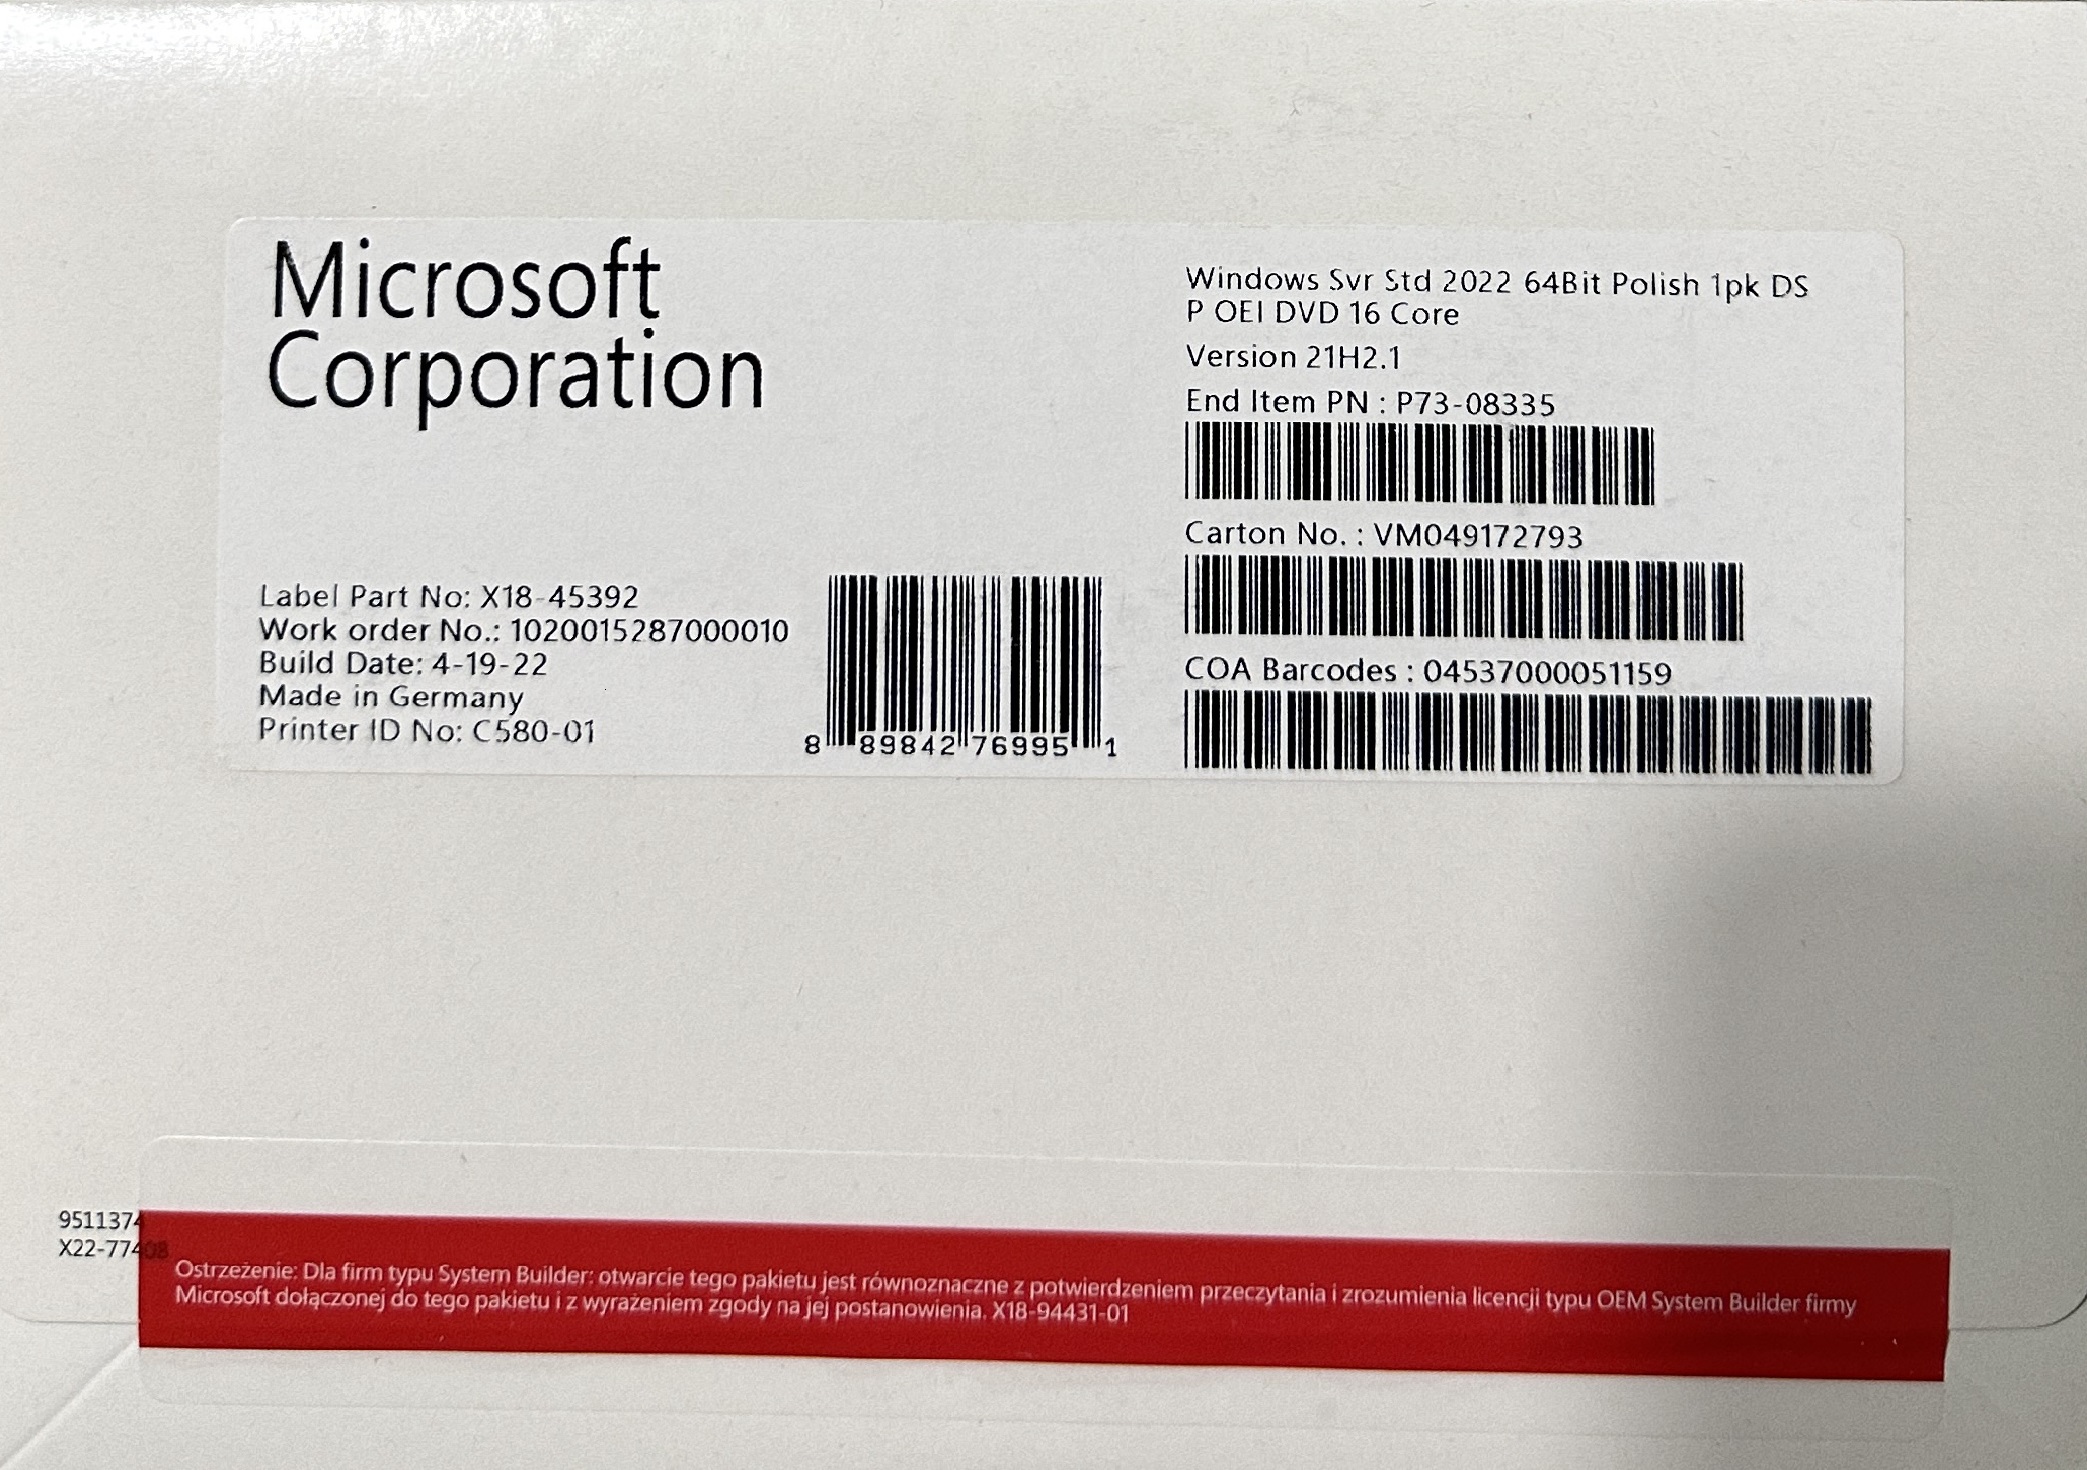 Microsoft
Corporation
Label Part No: X18-45392
Work order No.: 1020015287000010
Build Date: 4-19-22
Made in Germany
Printer ID No: C580-01
8 89842 76995 1
Windows Svr Std 2022 64Bit Polish 1pk DS
P OEI DVD 16 Core
Version 21H2.1
End Item PN : P73-08335
Carton No. : VM049172793
COA Barcodes : 04537000051159
9511374
X22-77408
Ostrzeżenie: Dla firm typu System Builder: otwarcie tego pakietu jest równoznaczne z potwierdzeniem przeczytania i zrozumienia licencji typu OEM System Builder firmy
Microsoft dołączonej do tego pakietu i z wyrażeniem zgody na jej postanowienia. X18-94431-01